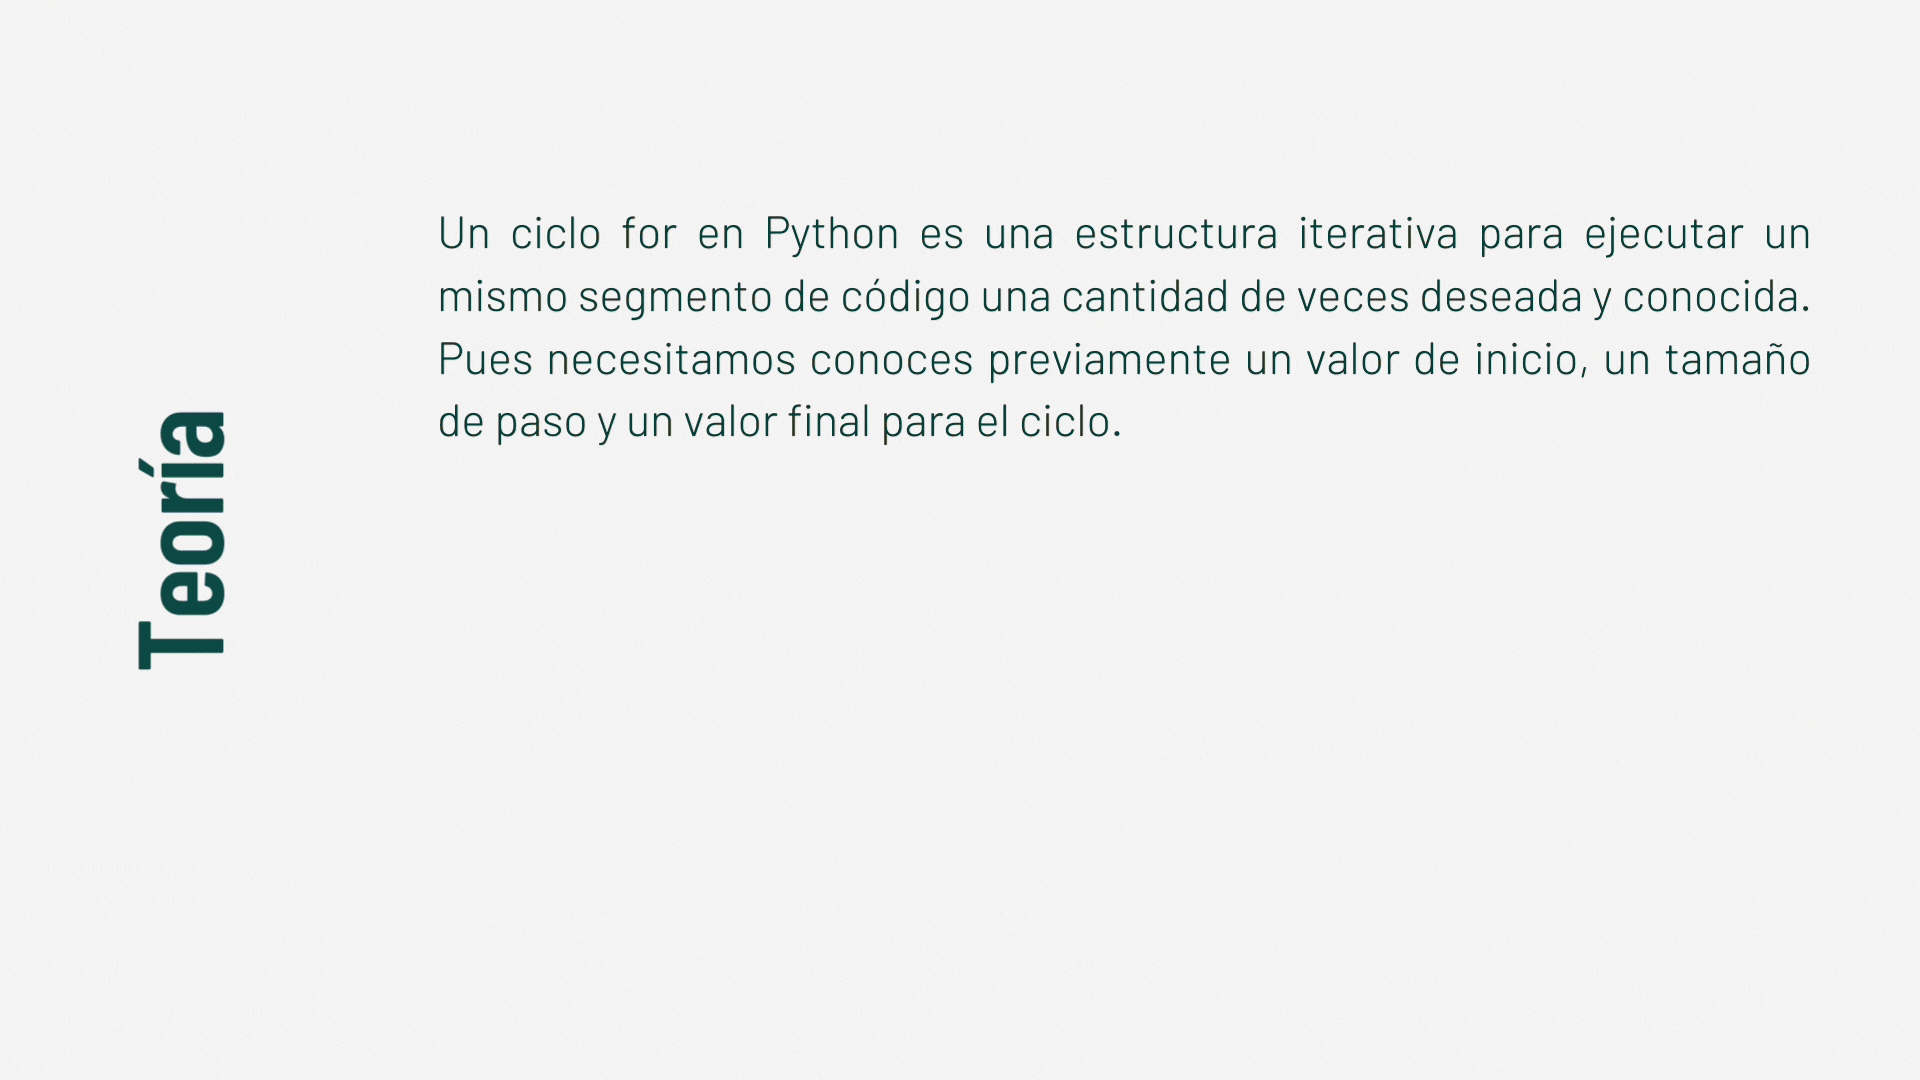 Teoría
Un ciclo for en Python es una estructura iterativa para ejecutar un
mismo segmento de código una cantidad de veces deseada y conocida.
Pues necesitamos conoces previamente un valor de inicio, un tamaño
de paso y un valor final para el ciclo.